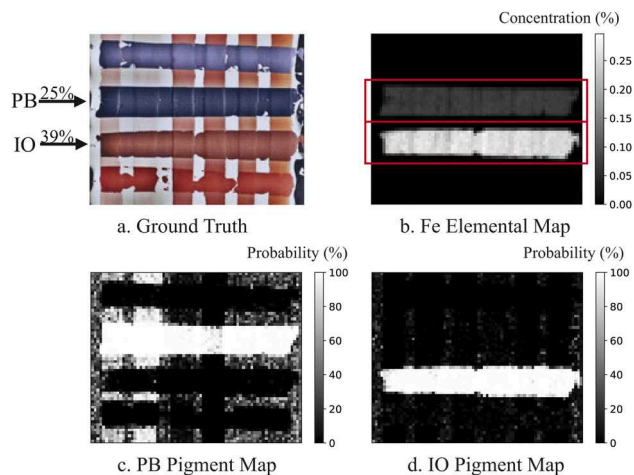 Concentration (%)
PB 25%
IO 39%
0.25
0.20
0.15
0.10
0.05
0.00
a. Ground Truth
b. Fe Elemental Map
Probability (%)
Probability (%)
100
80
60
40
20
0
100
80
60
40
20
0
c. PB Pigment Map
d. IO Pigment Map